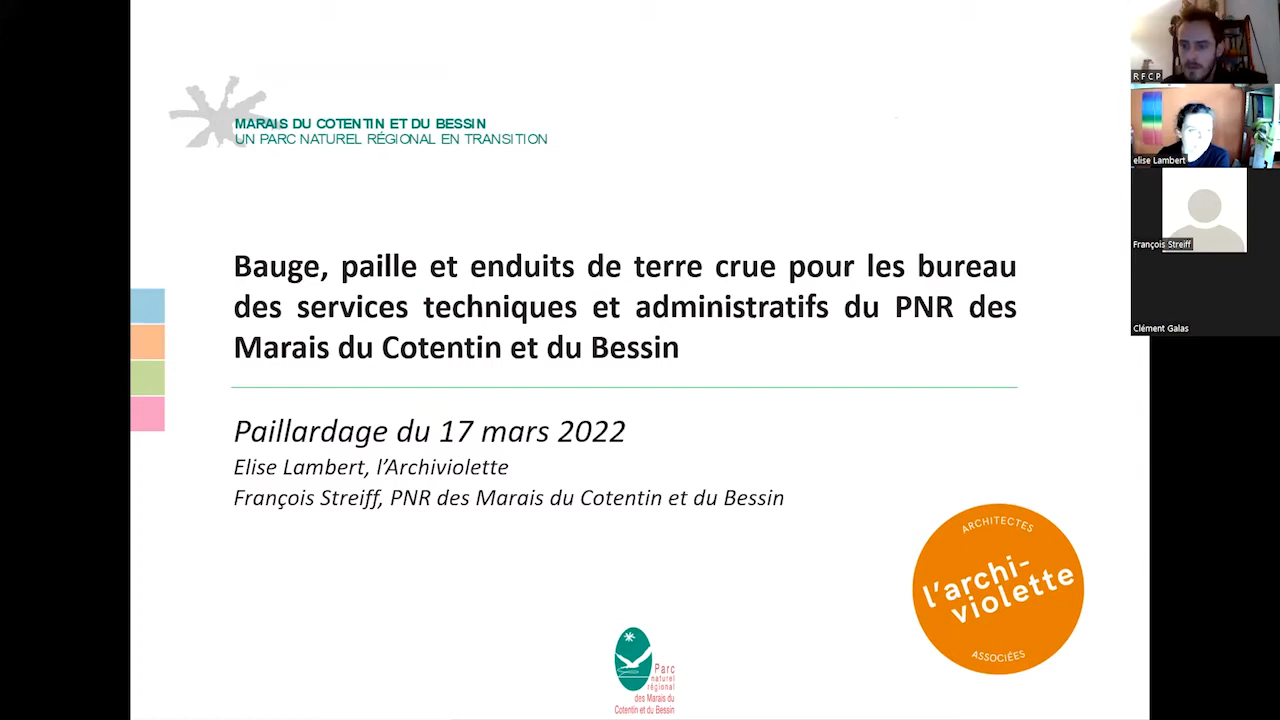 MARAIS DU COTENTIN ET DU BESSIN
UN PARC NATUREL RÉGIONAL EN TRANSITION
Bauge, paille et enduits de terre crue pour les bureau
des services techniques et administratifs du PNR des
Marais du Cotentin et du Bessin
Paillardage du 17 mars 2022
Elise Lambert, l'Archiviolette
François Streiff, PNR des Marais du Cotentin et du Bessin
ARCHITECTES
l'archi-
violette
ASSOCIÉES
Parc
naturel
régional
des Marais du
Cotentin et du Bessin
R F C P
elise Lambert
François Streiff
Clément Galas